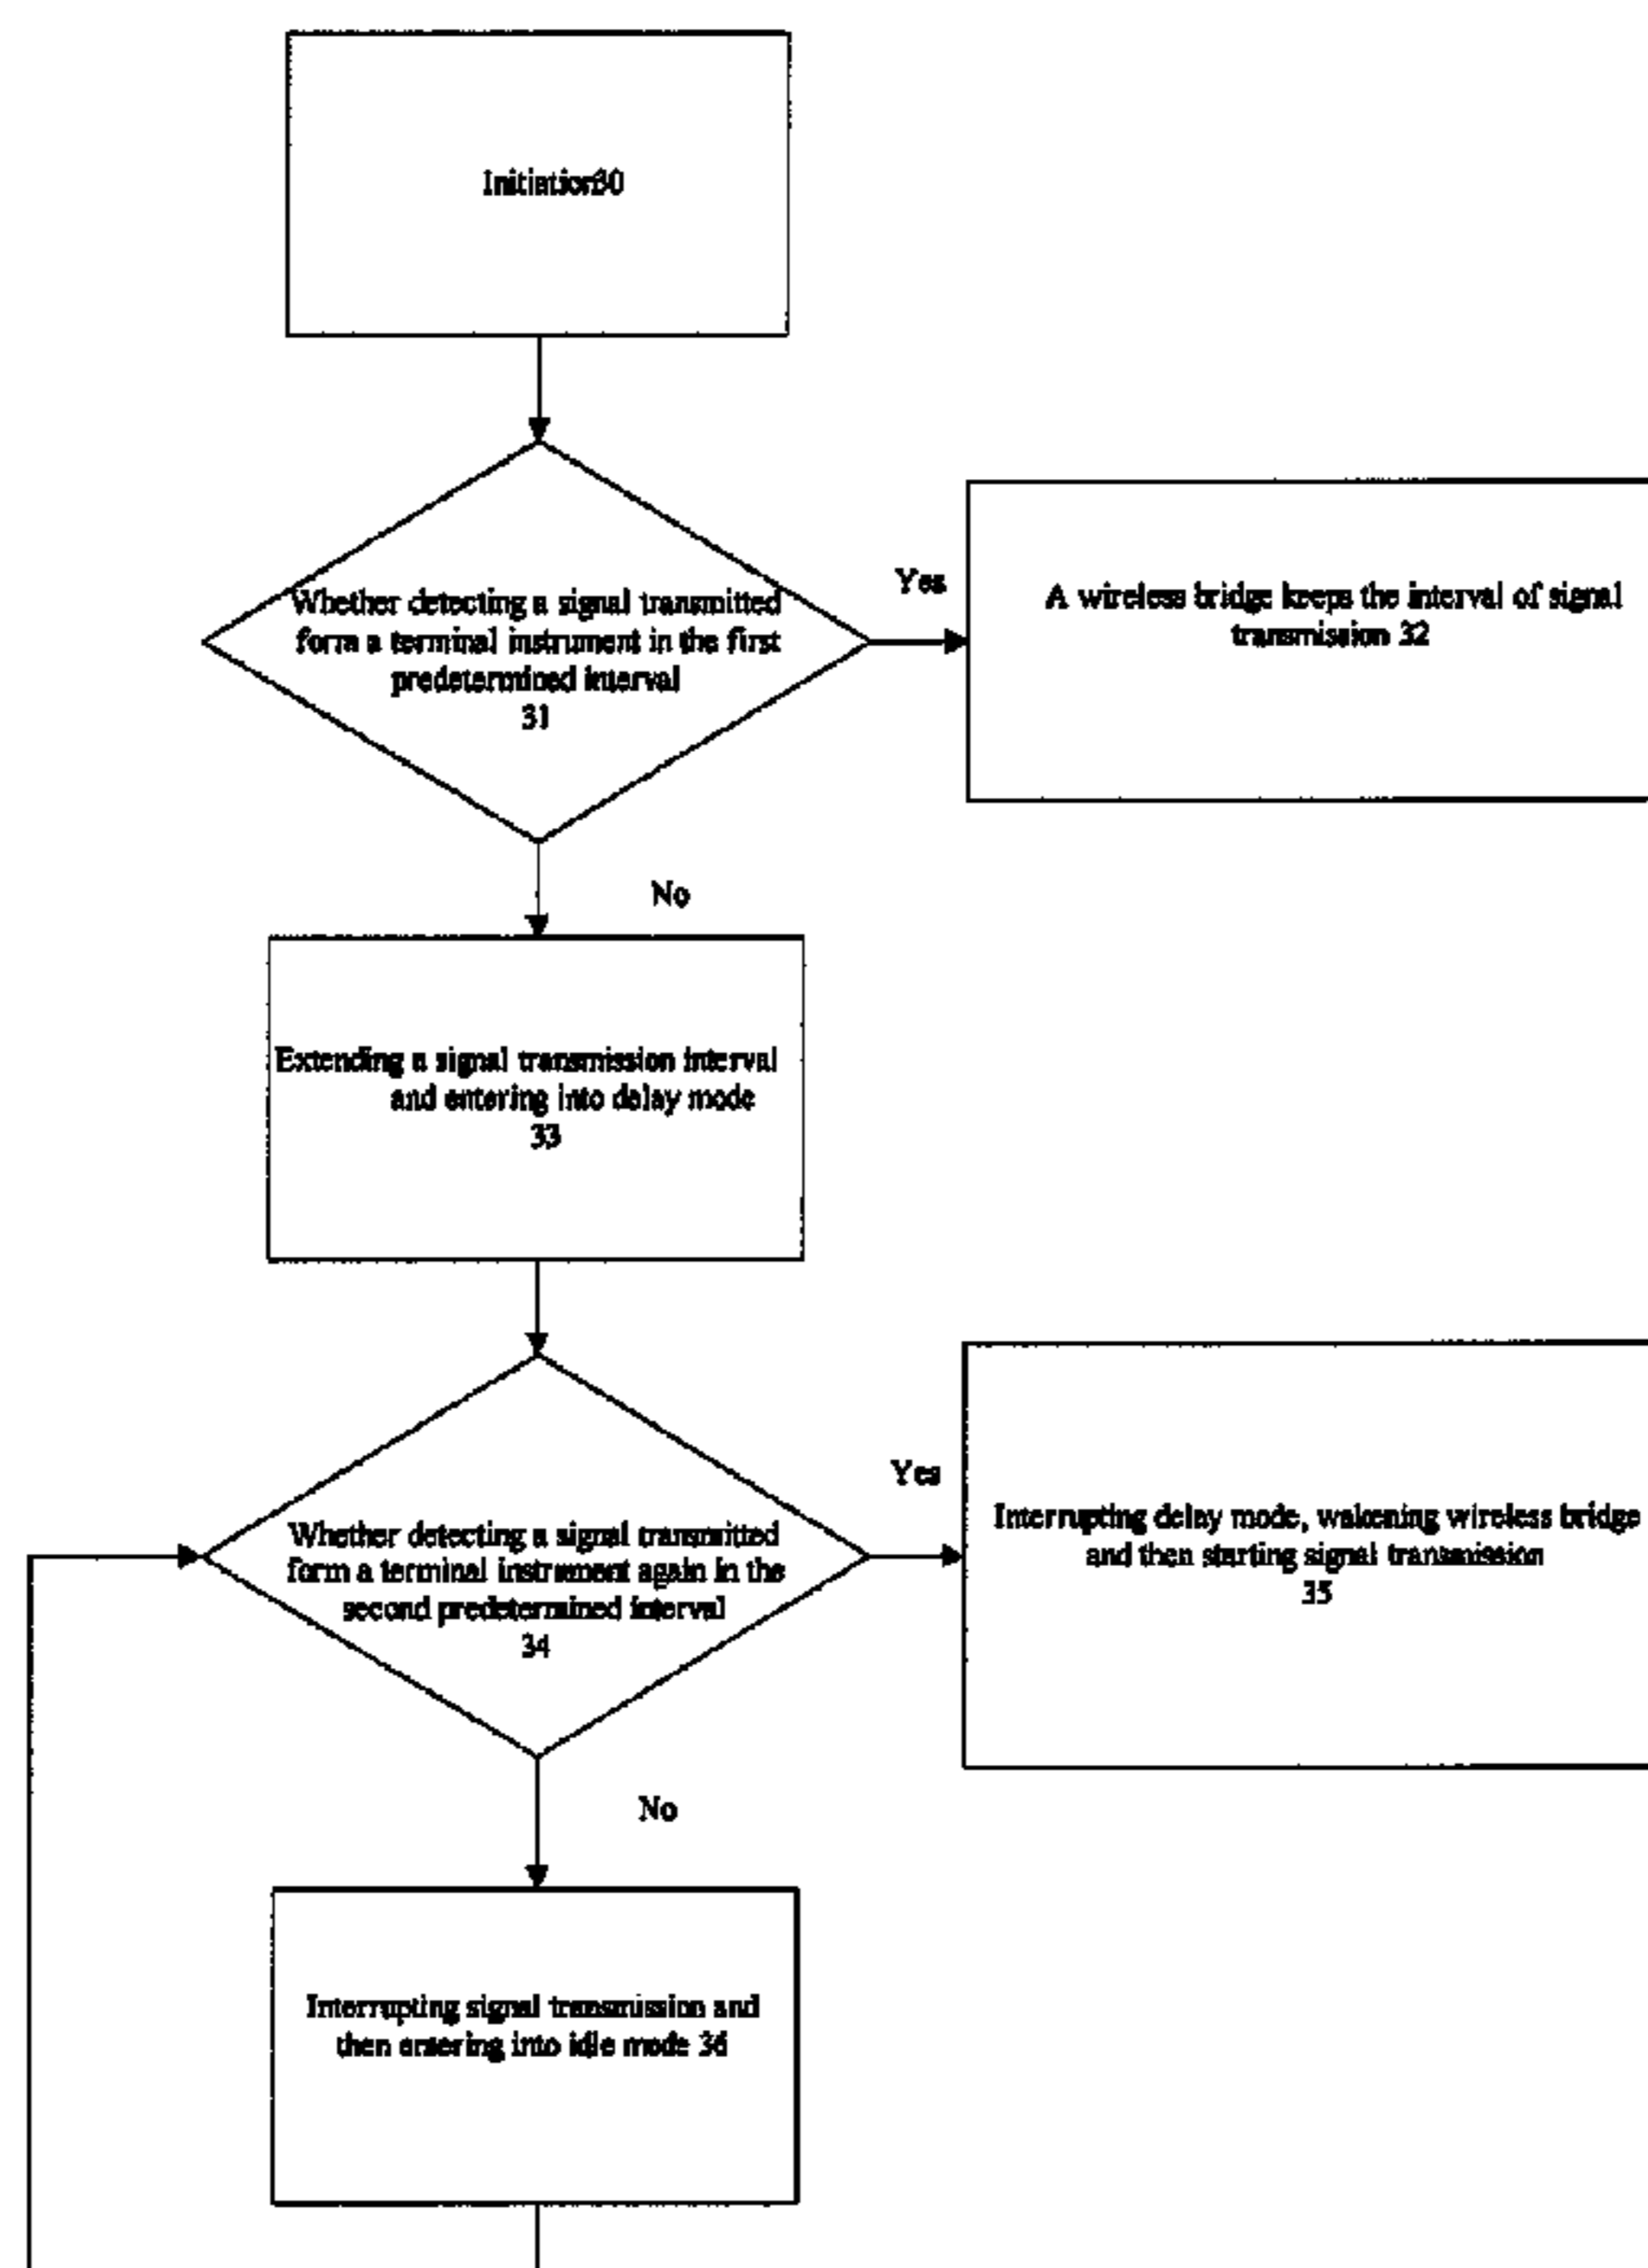 Initiation30
Yes
Whether detecting a signal transmitted
form a terminal instrument in the first
predetermined interval
31
A wireless bridge keeps the interval of signal
transmission 32
No
Extending a signal transmission interval
and entering into delay mode
33
Yes
Whether detecting a signal transmitted
form a terminal instrument again in the
second predetermined interval
34
Interrupting delay mode, wakening wireless bridge
and then starting signal transmission
35
No
Interrupting signal transmission and
then entering into idle mode 36